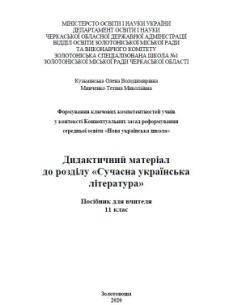 МІНІСТЕРСТВО ОСВІТИ І НАУКИ УКРАЇНИ
ДЕПАРТАМЕНТ ОСВІТИ І НАУКИ
ЧЕРКАСЬКОЇ ОБЛАСНОЇ ДЕРЖАВНОЇ АДМІНІСТРАЦІЇ
ВІДДІЛ ОСВІТИ ЗОЛОТОНІСЬКОЇ МІСЬКОЇ РАДИ
ТА ВИКОНАВЧОГО КОМІТЕТУ
ЗОЛОТОНІСЬКА СПЕЦІАЛІЗОВАНА ШКОЛА №1
ЗОЛОТОНІСЬКОЇ МІСЬКОЇ РАДИ ЧЕРКАСЬКОЇ ОБЛАСТІ
Олена Володимирівна
Тетяна Миколаївна
Формування ключових компетентностей учнів
у контексті Концептуальних засад реформування
середньої освіти «Нова українська школа»
Дидактичний матеріал
до розділу «Сучасна українська
література»
Посібник для вчителя
11 клас
Золотоноша
2020